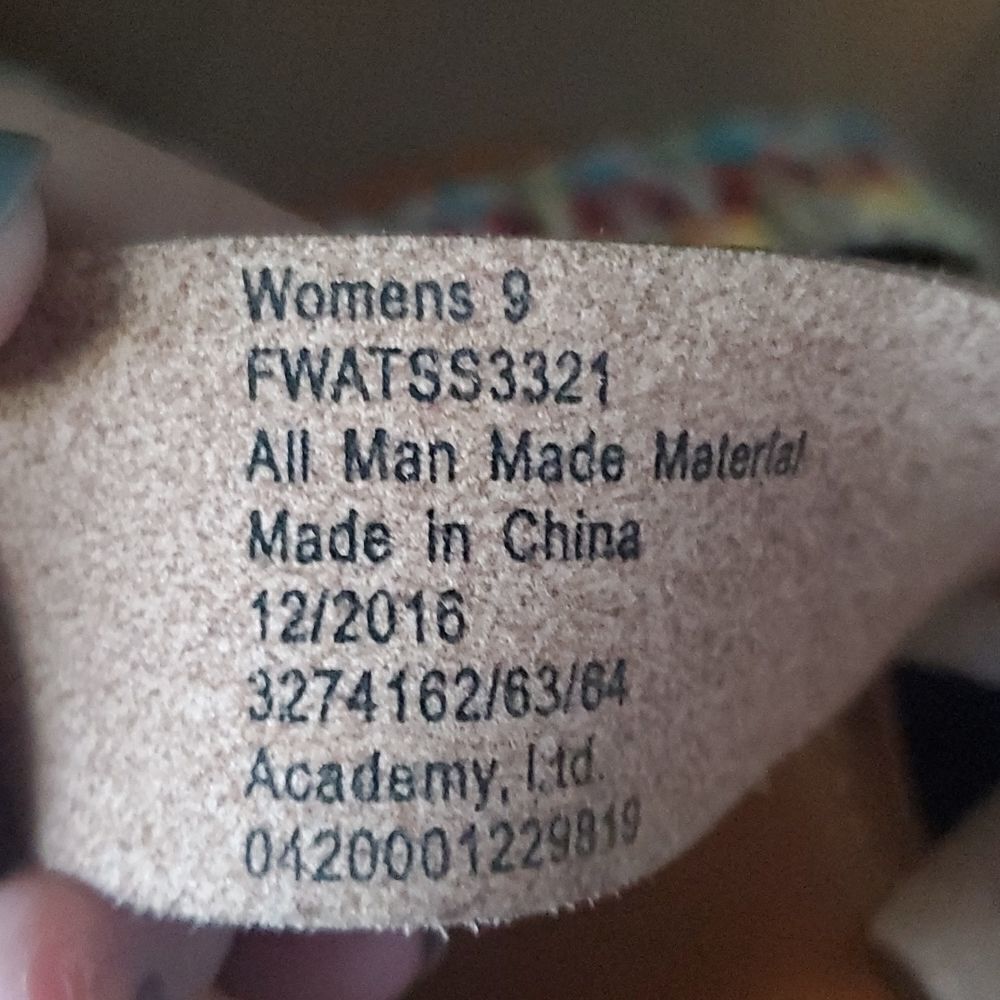 Womens 9
FWATSS3321
All Man Made Material
Made in China
12/2016
3274162/63/64
Academy, Ltd.
0420001229819